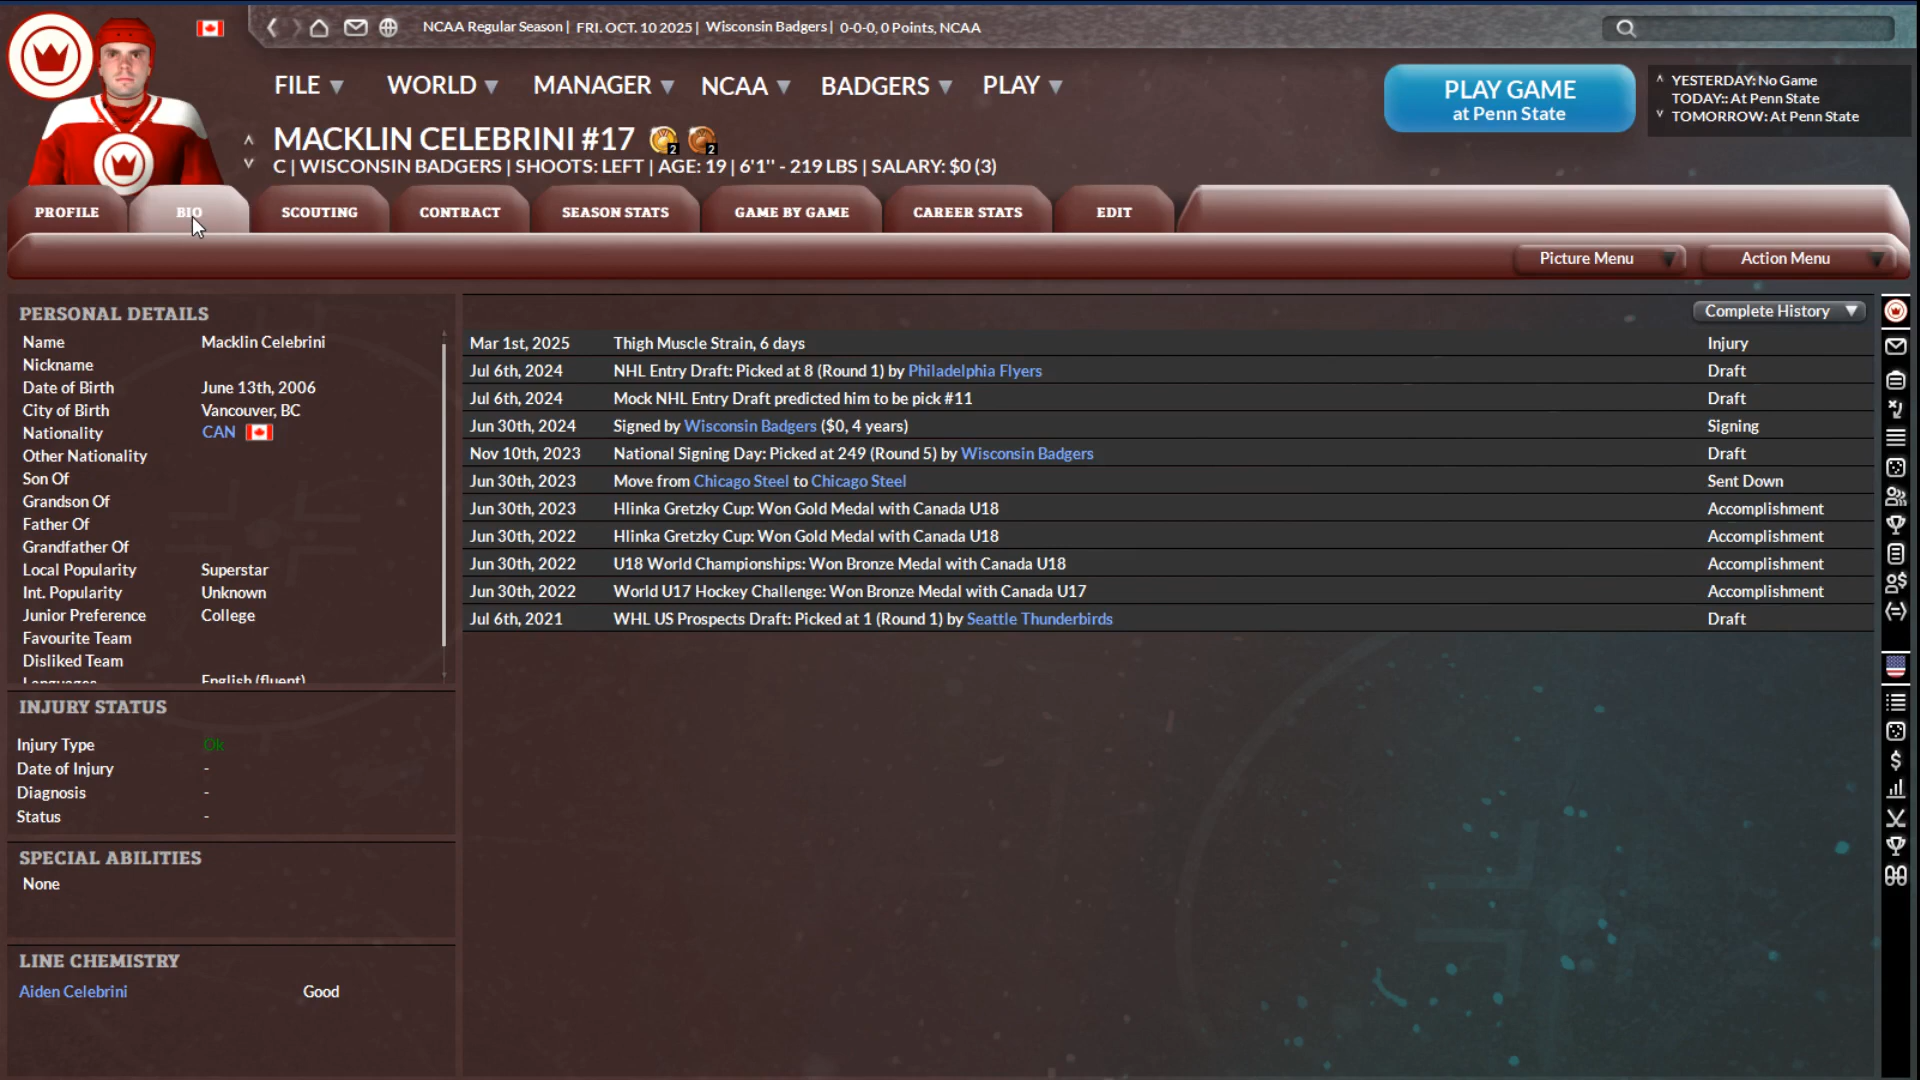 NCAA Regular Season | FRI. OCT. 10 2025 | Wisconsin Badgers | 0-0-0, 0 Points, NCAA
FILE WORLD MANAGER NCAA BADGERS PLAY
PLAY GAME
at Penn State
YESTERDAY: No Game
TODAY:: At Penn State
TOMORROW: At Penn State
MACKLIN CELEBRINI #17 2 2
C | WISCONSIN BADGERS | SHOOTS: LEFT | AGE: 19 | 6'1'' - 219 LBS | SALARY: $0 (3)
PROFILE BIO SCOUTING CONTRACT SEASON STATS GAME BY GAME CAREER STATS EDIT
Picture Menu Action Menu
PERSONAL DETAILS
Name Macklin Celebrini
Nickname
Date of Birth June 13th, 2006
City of Birth Vancouver, BC
Nationality CAN
Other Nationality
Son Of
Grandson Of
Father Of
Grandfather Of
Local Popularity Superstar
Int. Popularity Unknown
Junior Preference College
Favourite Team
Disliked Team
Languages English (fluent)
INJURY STATUS
Injury Type Ok
Date of Injury -
Diagnosis -
Status -
SPECIAL ABILITIES
None
LINE CHEMISTRY
Aiden Celebrini Good
Complete History
Mar 1st, 2025 Thigh Muscle Strain, 6 days Injury
Jul 6th, 2024 NHL Entry Draft: Picked at 8 (Round 1) by Philadelphia Flyers Draft
Jul 6th, 2024 Mock NHL Entry Draft predicted him to be pick #11 Draft
Jun 30th, 2024 Signed by Wisconsin Badgers ($0, 4 years) Signing
Nov 10th, 2023 National Signing Day: Picked at 249 (Round 5) by Wisconsin Badgers Draft
Jun 30th, 2023 Move from Chicago Steel to Chicago Steel Sent Down
Jun 30th, 2023 Hlinka Gretzky Cup: Won Gold Medal with Canada U18 Accomplishment
Jun 30th, 2022 Hlinka Gretzky Cup: Won Gold Medal with Canada U18 Accomplishment
Jun 30th, 2022 U18 World Championships: Won Bronze Medal with Canada U18 Accomplishment
Jun 30th, 2022 World U17 Hockey Challenge: Won Bronze Medal with Canada U17 Accomplishment
Jul 6th, 2021 WHL US Prospects Draft: Picked at 1 (Round 1) by Seattle Thunderbirds Draft